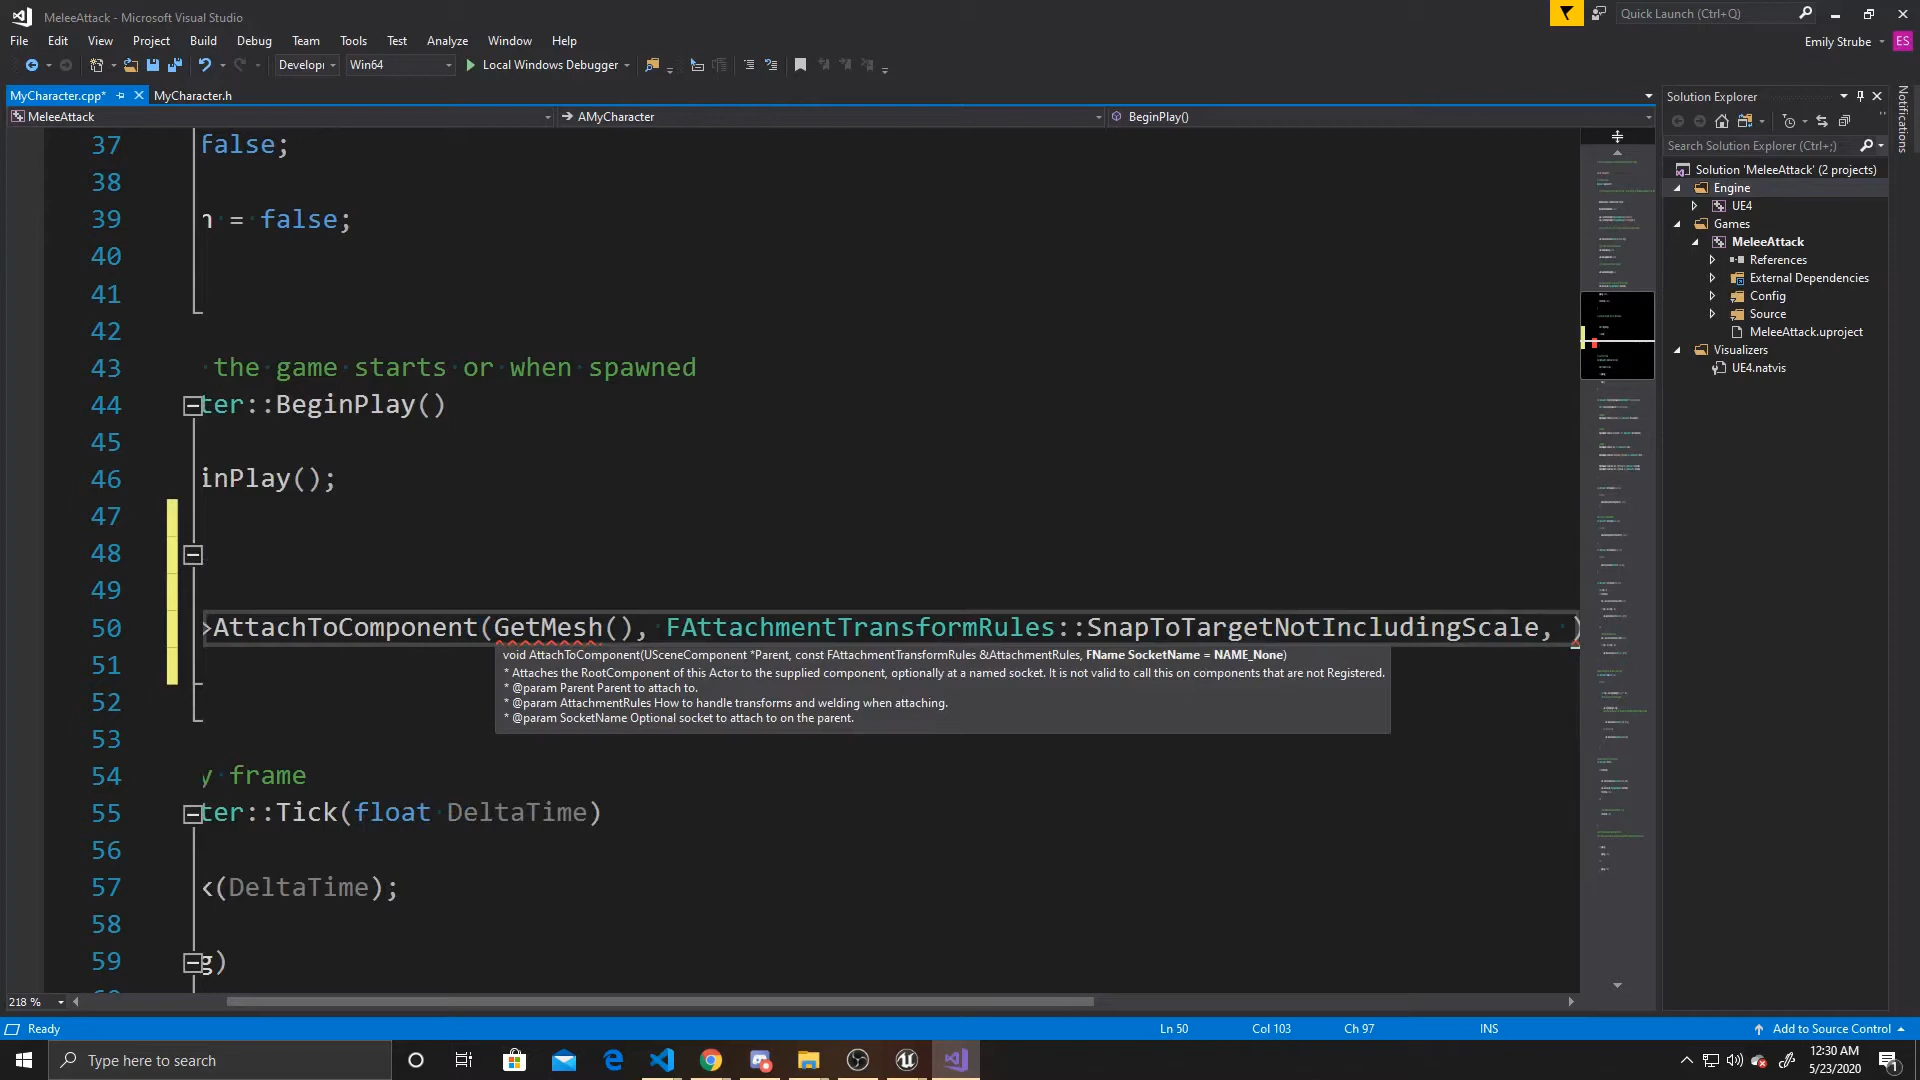 MeleeAttack - Microsoft Visual Studio
Quick Launch (Ctrl+Q)
File Edit View Project Build Debug Team Tools Test Analyze Window Help
Emily Strube
ES
Develop Win64 Local Windows Debugger
MyCharacter.cpp* MyCharacter.h
MeleeAttack AMyCharacter BeginPlay()
37 false;
38
39 = false;
40
41
42
43 the game starts or when spawned
44 ter::BeginPlay()
45
46 inPlay();
47
48
49
50 >AttachToComponent(GetMesh(), FAttachmentTransformRules::SnapToTargetNotIncludingScale, )
void AttachToComponent(USceneComponent *Parent, const FAttachmentTransformRules &AttachmentRules, FName SocketName = NAME_None)
* Attaches the RootComponent of this Actor to the supplied component, optionally at a named socket. It is not valid to call this on components that are not Registered.
* @param Parent Parent to attach to.
* @param AttachmentRules How to handle transforms and welding when attaching.
* @param SocketName Optional socket to attach to on the parent.
51
52
53
54 y frame
55 ter::Tick(float DeltaTime)
56
57 k(DeltaTime);
58
59 g)
Solution Explorer
Search Solution Explorer (Ctrl+;)
Solution 'MeleeAttack' (2 projects)
Engine
UE4
Games
MeleeAttack
References
External Dependencies
Config
Source
MeleeAttack.uproject
Visualizers
UE4.natvis
Notifications
218 %
Ready Ln 50 Col 103 Ch 97 INS Add to Source Control
Type here to search
12:30 AM
5/23/2020
1